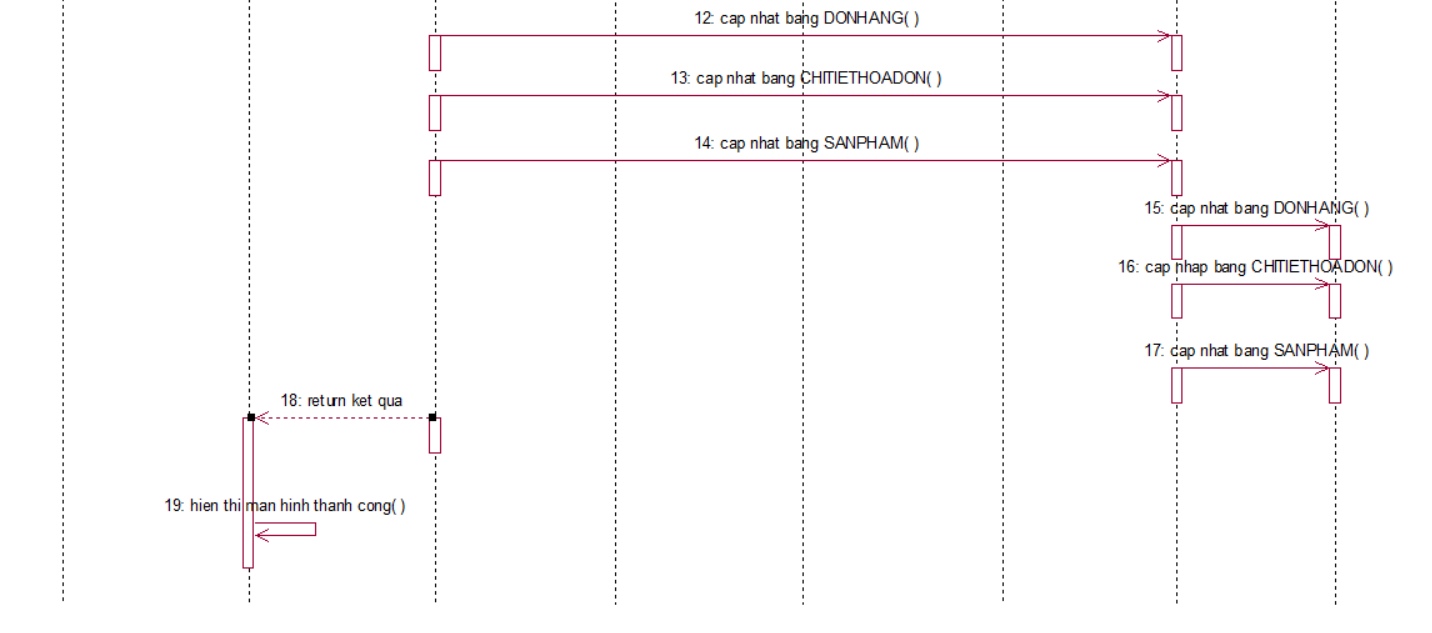 12: cap nhat bang DONHANG( )
13: cap nhat bang CHITIETHOADON( )
14: cap nhat bang SANPHAM( )
15: cap nhat bang DONHANG( )
16: cap nhap bang CHITIETHOADON( )
17: cap nhat bang SANPHAM( )
18: return ket qua
19: hien thi man hinh thanh cong( )